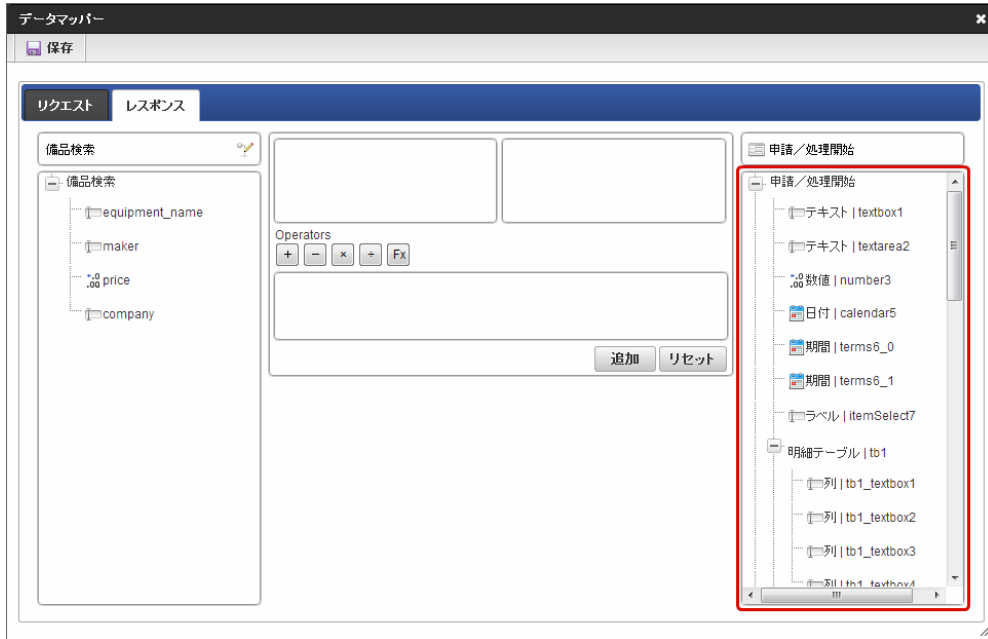 データマッパー
保存
リクエスト
レスポンス
備品検索
備品検索
equipment_name
maker
price
company
Operators
+ − × ÷ Fx
追加
リセット
申請／処理開始
申請／処理開始
テキスト | textbox1
テキスト | textarea2
数値 | number3
日付 | calendar5
期間 | terms6_0
期間 | terms6_1
ラベル | itemSelect7
明細テーブル | tb1
列 | tb1_textbox1
列 | tb1_textbox2
列 | tb1_textbox3
列 | tb1_textbox4